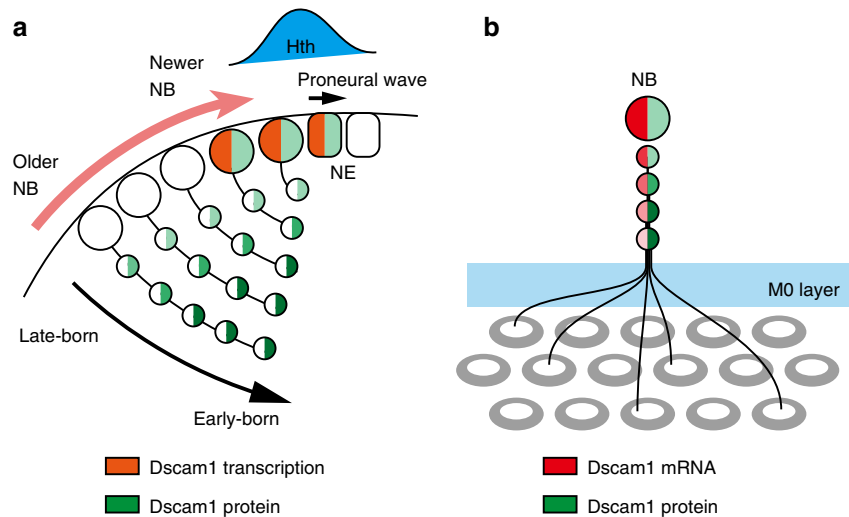 a
Hth
Newer
NB
Proneural wave
Older
NB
NE
Late-born
Early-born
Dscam1 transcription
Dscam1 protein
b
NB
M0 layer
Dscam1 mRNA
Dscam1 protein